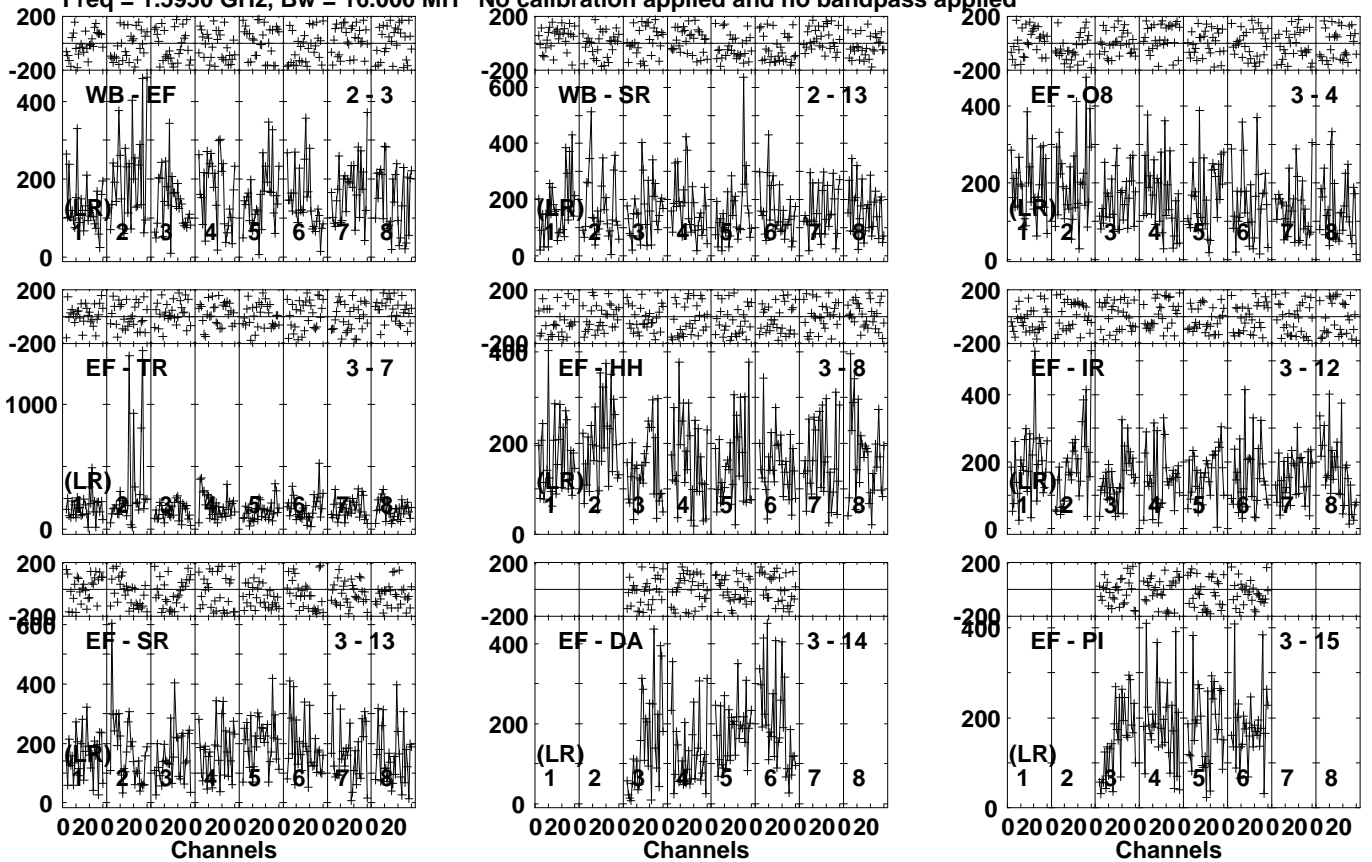 Freq = 1.5950 GHz, Bw = 16.000 MH No calibration applied and no bandpass applied
200 200 200
-200 -200 -200
WB - EF 2 - 3 WB - SR 2 - 13 EF - O8 3 - 4
400 600 400
200 400 200
0 200 0
0
(LR) (LR) (LR)
1 2 3 4 5 6 7 8 1 2 3 4 5 6 7 8 1 2 3 4 5 6 7 8
200 200 200
-200 -200 -200
EF - TR 3 - 7 EF - HH 3 - 8 EF - IR 3 - 12
1000 400 400
0 200 200
0 0
(LR) (LR) (LR)
1 2 3 4 5 6 7 8 1 2 3 4 5 6 7 8 1 2 3 4 5 6 7 8
200 200 200
-200 -200 -200
EF - SR 3 - 13 EF - DA 3 - 14 EF - PI 3 - 15
600 400 400
400 200 200
200 0 0
0
(LR) (LR) (LR)
1 2 3 4 5 6 7 8 1 2 3 4 5 6 7 8 1 2 3 4 5 6 7 8
0 20 0 20 0 20 0 20 0 20 0 20 0 20 0 20 0 20 0 20 0 20 0 20 0 20 0 20 0 20 0 20 0 20 0 20 0 20 0 20 0 20 0 20 0 20 0 20
Channels Channels Channels